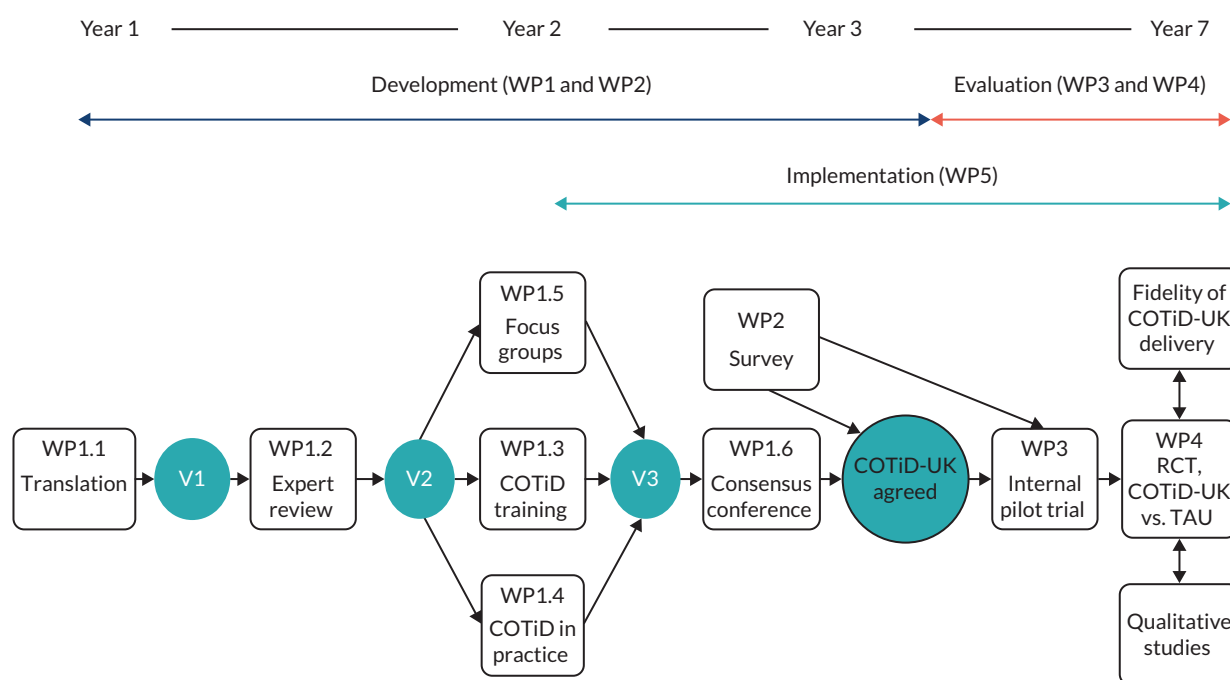 Year 1
Year 2
Year 3
Year 7
Development (WP1 and WP2)
Evaluation (WP3 and WP4)
Implementation (WP5)
WP1.1
Translation
V1
WP1.2
Expert
review
V2
WP1.5
Focus
groups
WP1.3
COTiD
training
WP1.4
COTiD in
practice
V3
WP2
Survey
WP1.6
Consensus
conference
COTiD-UK
agreed
WP3
Internal
pilot trial
Fidelity of
COTiD-UK
delivery
WP4
RCT,
COTiD-UK
vs. TAU
Qualitative
studies